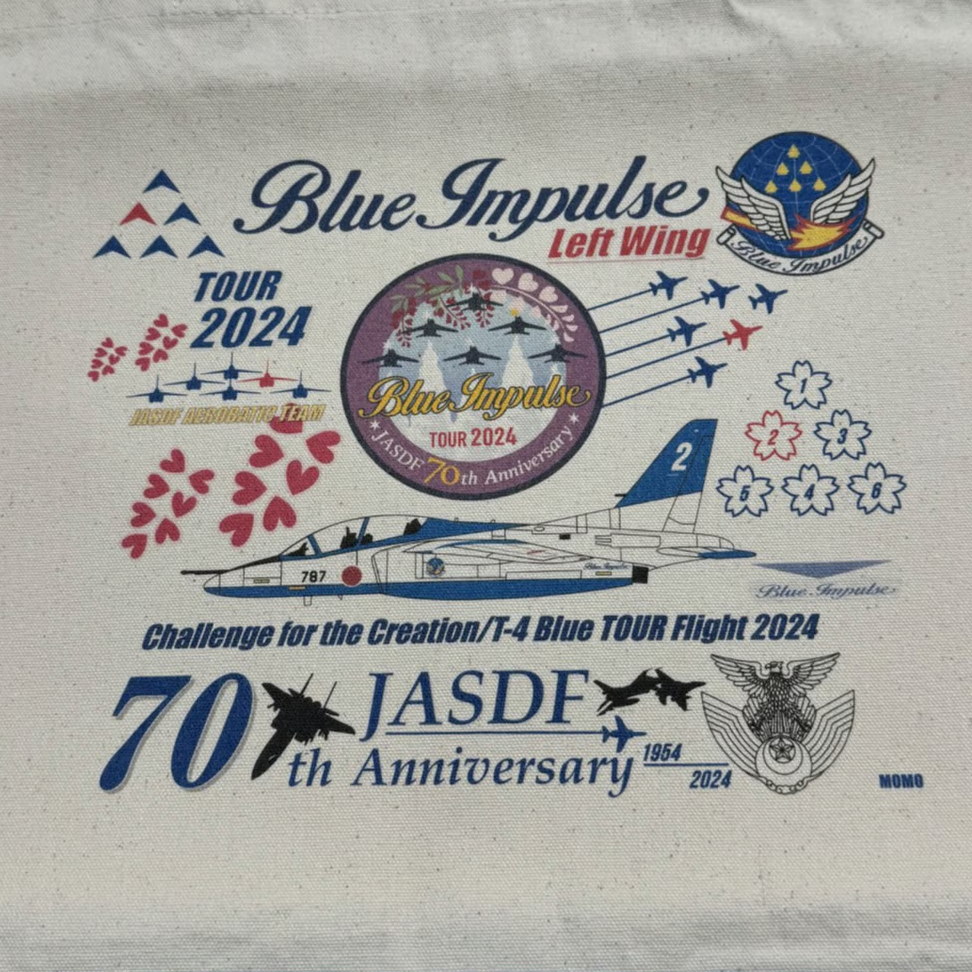 Blue Impulse
Left Wing
Blue Impulse
TOUR
2024
JASDF AEROBATIC TEAM
Blue Impulse
TOUR 2024
JASDF 70th Anniversary
1
2
3
5
4
6
2
787
Blue Impulse
Blue Impulse
Challenge for the Creation/T-4 Blue TOUR Flight 2024
70 JASDF
th Anniversary
1954
2024
MOMO